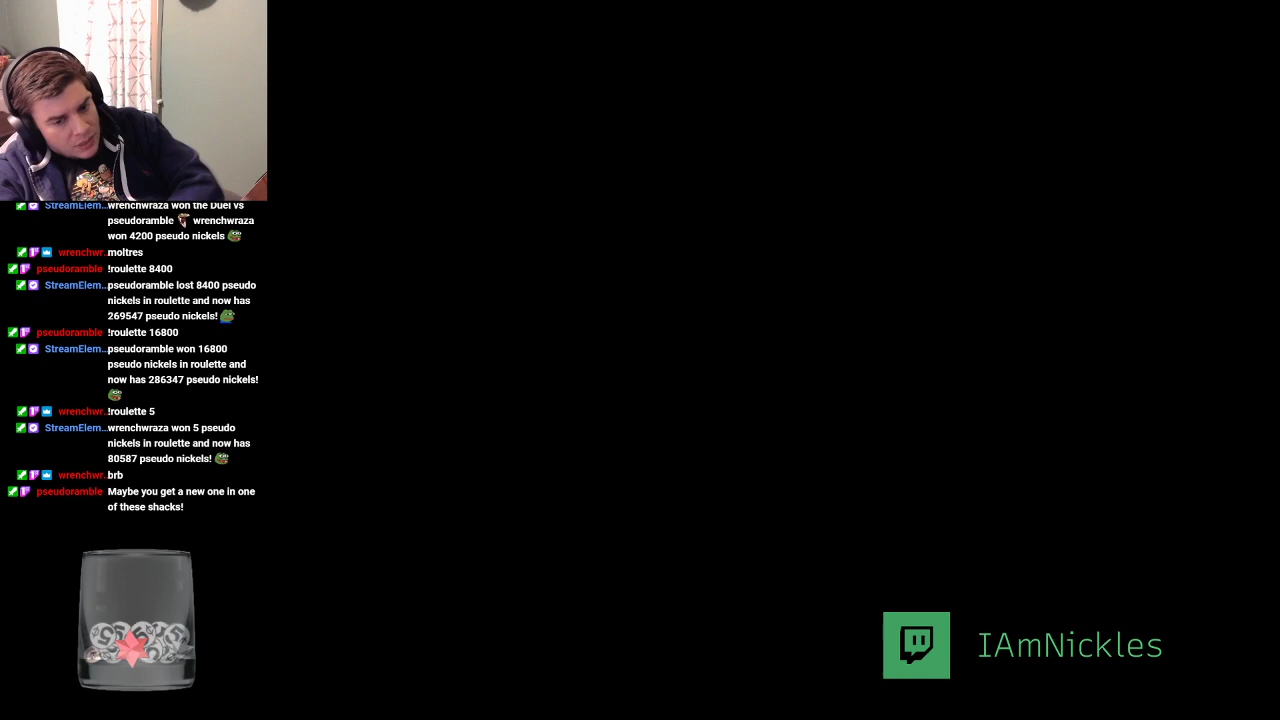 StreamElem... wrenchwraza won the Duel vs
pseudoramble wrenchwraza
won 4200 pseudo nickels
wrenchwr... moltres
pseudoramble !roulette 8400
StreamElem... pseudoramble lost 8400 pseudo
nickels in roulette and now has
269547 pseudo nickels!
pseudoramble !roulette 16800
StreamElem... pseudoramble won 16800
pseudo nickels in roulette and
now has 286347 pseudo nickels!
wrenchwr... !roulette 5
StreamElem... wrenchwraza won 5 pseudo
nickels in roulette and now has
80587 pseudo nickels!
wrenchwr... brb
pseudoramble Maybe you get a new one in one
of these shacks!
IAmNickles